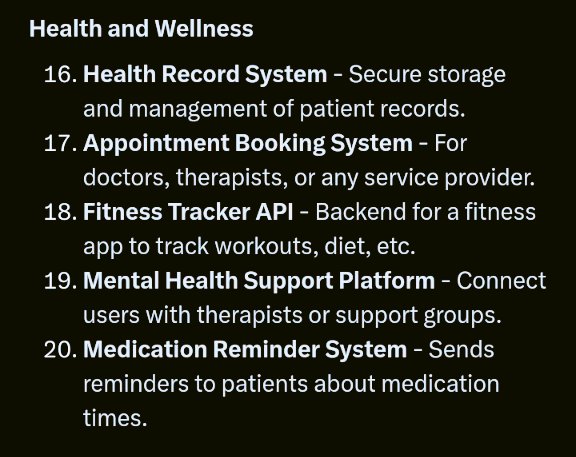 Health and Wellness
16. Health Record System - Secure storage
and management of patient records.
17. Appointment Booking System - For
doctors, therapists, or any service provider.
18. Fitness Tracker API - Backend for a fitness
app to track workouts, diet, etc.
19. Mental Health Support Platform - Connect
users with therapists or support groups.
20. Medication Reminder System - Sends
reminders to patients about medication
times.